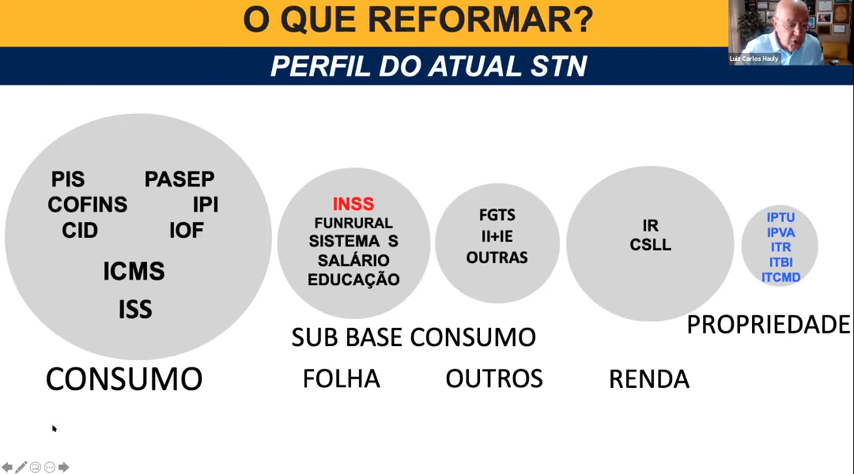 O QUE REFORMAR?
PERFIL DO ATUAL STN
Luiz Carlos Hauly
PIS PASEP
COFINS IPI
CID IOF
ICMS
ISS
CONSUMO
INSS
FUNRURAL
SISTEMA S
SALÁRIO
EDUCAÇÃO
FGTS
II+IE
OUTRAS
SUB BASE CONSUMO
FOLHA OUTROS
IR
CSLL
RENDA
IPTU
IPVA
ITR
ITBI
ITCMD
PROPRIEDADE